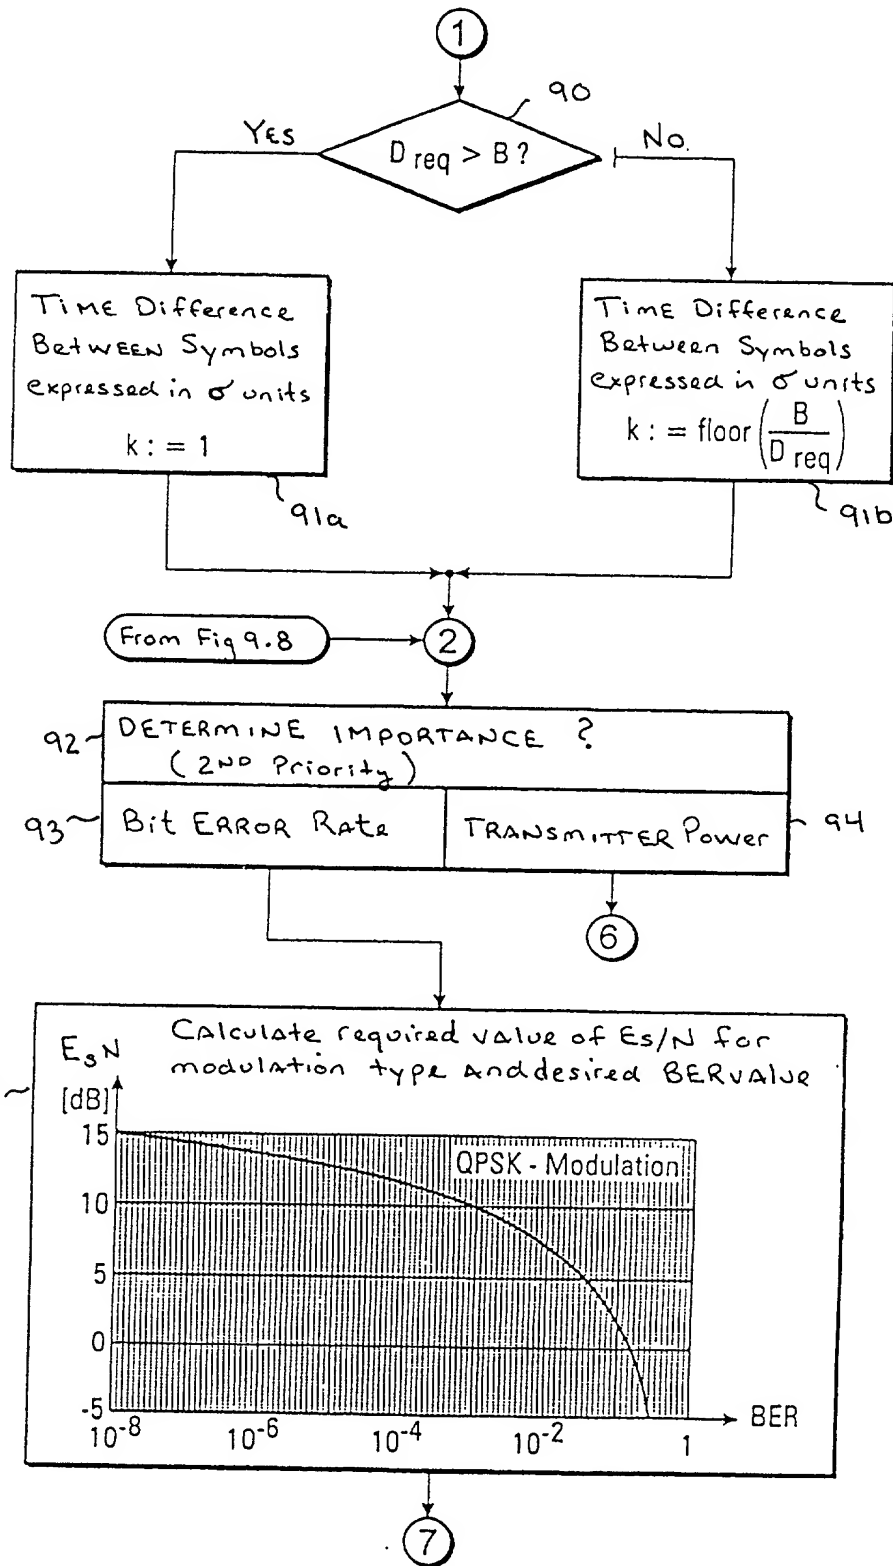 1
90
YES
D req > B ?
No.
Time Difference
Between Symbols
expressed in σ units
k : = 1
91a
Time Difference
Between Symbols
expressed in σ units
k : = floor ( B / D req )
91b
From Fig 9.8
2
92
DETERMINE IMPORTANCE ?
( 2ND Priority )
93
Bit ERROR Rate
TRANSMITTER Power
94
6
Calculate required value of Es/N for
modulation type and desired BER value
EsN
[dB]
15
QPSK - Modulation
10
5
0
-5
BER
10-8
10-6
10-4
10-2
1
7